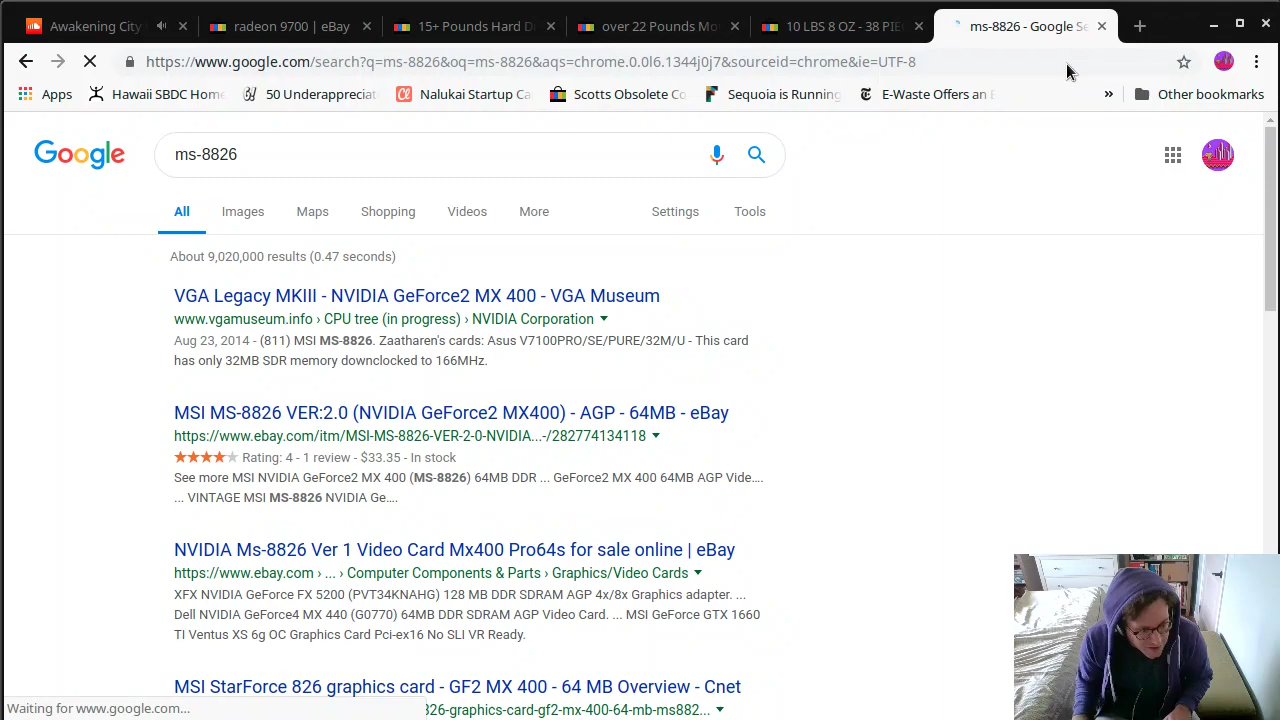 Awakening City
radeon 9700 | eBay
15+ Pounds Hard D
over 22 Pounds Mo
10 LBS 8 OZ - 38 PIE
ms-8826 - Google Se
https://www.google.com/search?q=ms-8826&oq=ms-8826&aqs=chrome.0.0l6.1344j0j7&sourceid=chrome&ie=UTF-8
Apps
Hawaii SBDC Hom
50 Underappreciat
Nalukai Startup Ca
Scotts Obsolete Co
Sequoia is Running
E-Waste Offers an E
»
Other bookmarks
Google
ms-8826
All
Images
Maps
Shopping
Videos
More
Settings
Tools
About 9,020,000 results (0.47 seconds)
VGA Legacy MKIII - NVIDIA GeForce2 MX 400 - VGA Museum
www.vgamuseum.info › CPU tree (in progress) › NVIDIA Corporation
Aug 23, 2014 - (811) MSI MS-8826. Zaatharen's cards: Asus V7100PRO/SE/PURE/32M/U - This card
has only 32MB SDR memory downclocked to 166MHz.
MSI MS-8826 VER:2.0 (NVIDIA GeForce2 MX400) - AGP - 64MB - eBay
https://www.ebay.com/itm/MSI-MS-8826-VER-2-0-NVIDIA...-/282774134118
Rating: 4 - 1 review - $33.35 - In stock
See more MSI NVIDIA GeForce2 MX 400 (MS-8826) 64MB DDR ... GeForce2 MX 400 64MB AGP Vide....
... VINTAGE MSI MS-8826 NVIDIA Ge....
NVIDIA Ms-8826 Ver 1 Video Card Mx400 Pro64s for sale online | eBay
https://www.ebay.com › ... › Computer Components & Parts › Graphics/Video Cards
XFX NVIDIA GeForce FX 5200 (PVT34KNAHG) 128 MB DDR SDRAM AGP 4x/8x Graphics adapter. ...
Dell NVIDIA GeForce4 MX 440 (G0770) 64MB DDR SDRAM AGP Video Card. ... MSI GeForce GTX 1660
TI Ventus XS 6g OC Graphics Card Pci-ex16 No SLI VR Ready.
MSI StarForce 826 graphics card - GF2 MX 400 - 64 MB Overview - Cnet
826-graphics-card-gf2-mx-400-64-mb-ms882...
Waiting for www.google.com...